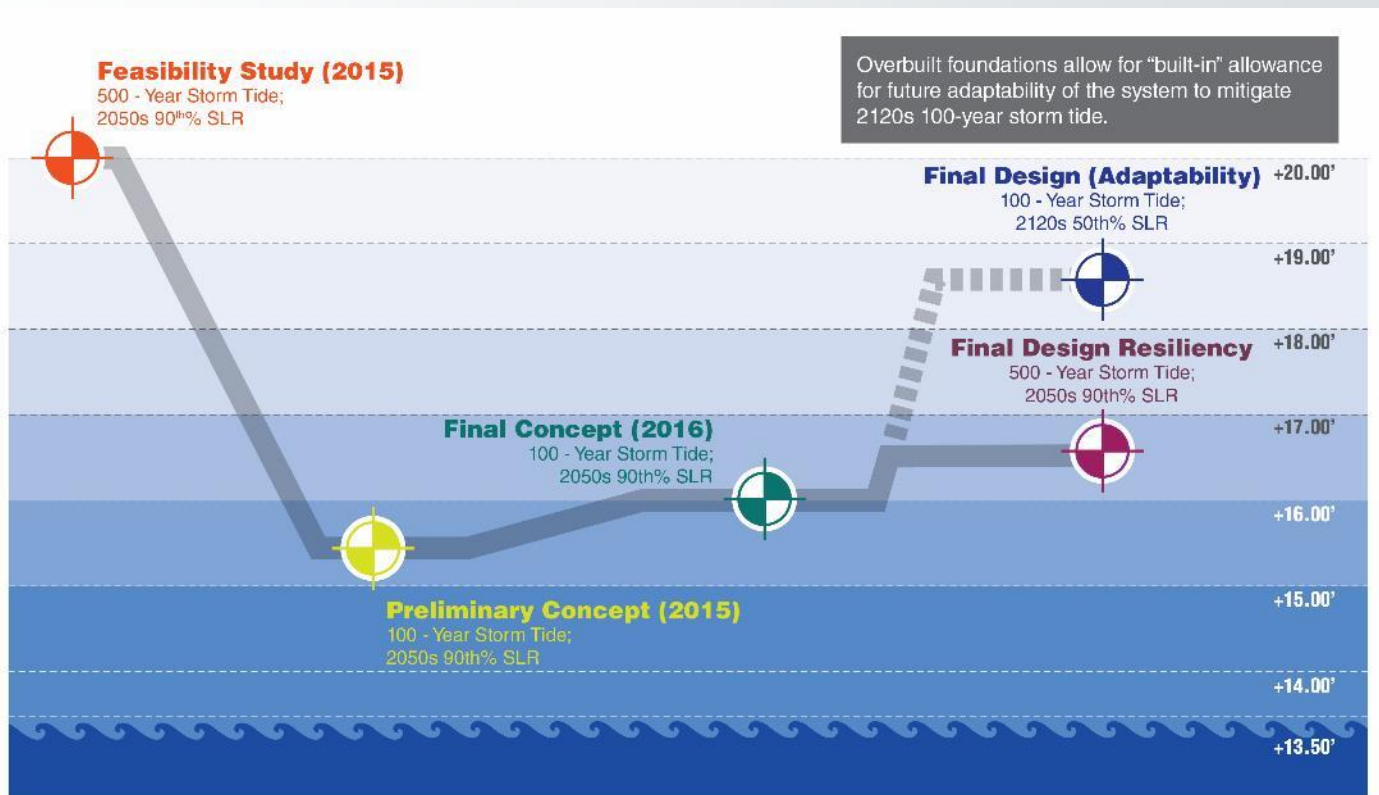 Feasibility Study (2015)
500 - Year Storm Tide;
2050s 90th% SLR
Overbuilt foundations allow for “built-in” allowance
for future adaptability of the system to mitigate
2120s 100-year storm tide.
Final Design (Adaptability)
100 - Year Storm Tide;
2120s 50th% SLR
+20.00’
+19.00’
Final Design Resiliency
500 - Year Storm Tide;
2050s 90th% SLR
+18.00’
Final Concept (2016)
100 - Year Storm Tide;
2050s 90th% SLR
+17.00’
+16.00’
Preliminary Concept (2015)
100 - Year Storm Tide;
2050s 90th% SLR
+15.00’
+14.00’
+13.50’